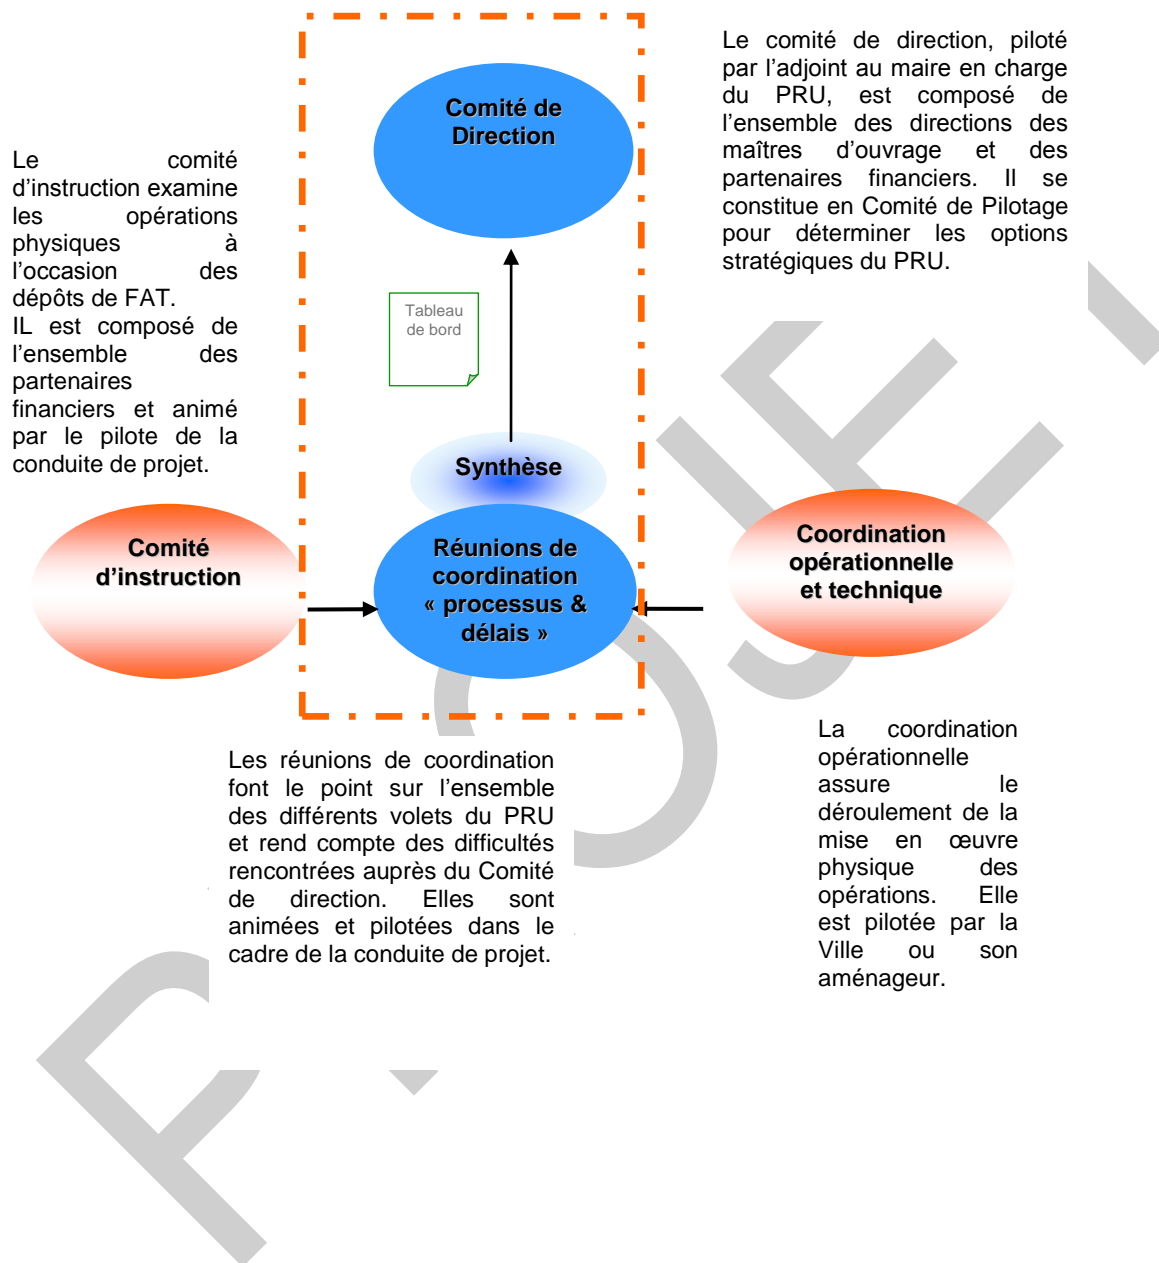 Comité de
Direction
Le comité de direction, piloté
par l’adjoint au maire en charge
du PRU, est composé de
l’ensemble des directions des
maîtres d’ouvrage et des
partenaires financiers. Il se
constitue en Comité de Pilotage
pour déterminer les options
stratégiques du PRU.
Le comité
d’instruction examine
les opérations
physiques à
l’occasion des
dépôts de FAT.
IL est composé de
l’ensemble des
partenaires
financiers et animé
par le pilote de la
conduite de projet.
Tableau
de bord
Synthèse
Comité
d’instruction
Réunions de
coordination
« processus &
délais »
Coordination
opérationnelle
et technique
Les réunions de coordination
font le point sur l’ensemble
des différents volets du PRU
et rend compte des difficultés
rencontrées auprès du Comité
de direction. Elles sont
animées et pilotées dans le
cadre de la conduite de projet.
La coordination
opérationnelle
assure le
déroulement de la
mise en œuvre
physique des
opérations. Elle
est pilotée par la
Ville ou son
aménageur.